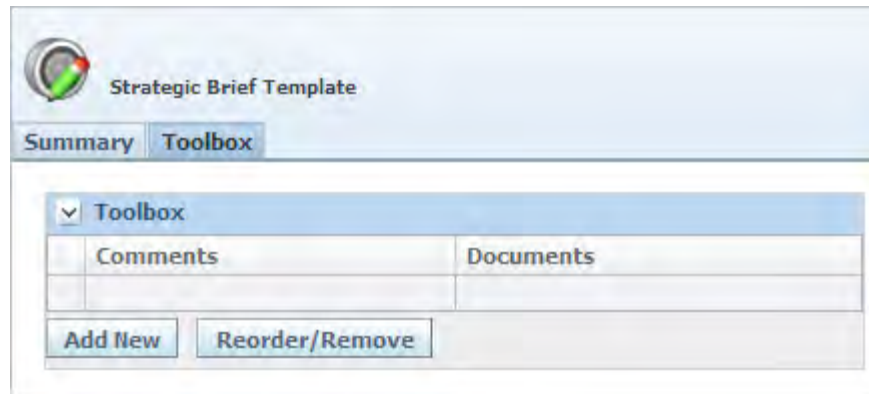 Strategic Brief Template
Summary Toolbox
Toolbox
Comments Documents
Add New Reorder/Remove